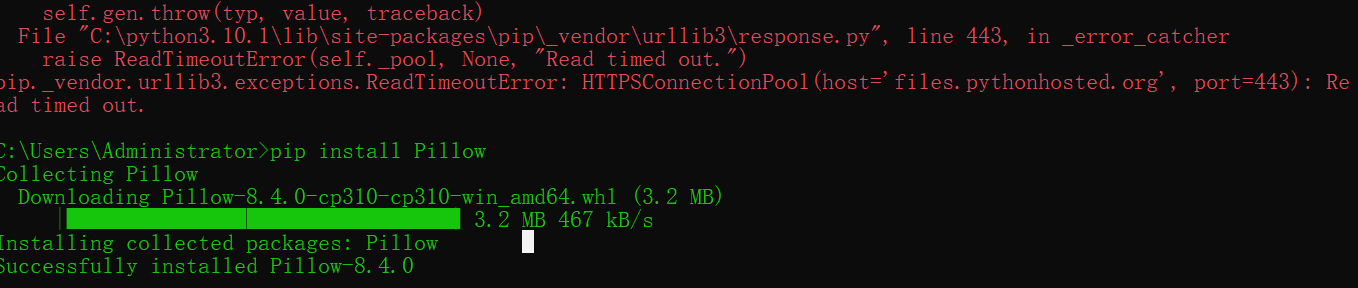 self.gen.throw(typ, value, traceback)
File "C:\python3.10.1\lib\site-packages\pip\_vendor\urllib3\response.py", line 443, in _error_catcher
raise ReadTimeoutError(self._pool, None, "Read timed out.")
pip._vendor.urllib3.exceptions.ReadTimeoutError: HTTPSConnectionPool(host='files.pythonhosted.org', port=443): Re
ad timed out.
C:\Users\Administrator>pip install Pillow
Collecting Pillow
Downloading Pillow-8.4.0-cp310-cp310-win_amd64.whl (3.2 MB)
3.2 MB 467 kB/s
Installing collected packages: Pillow
Successfully installed Pillow-8.4.0